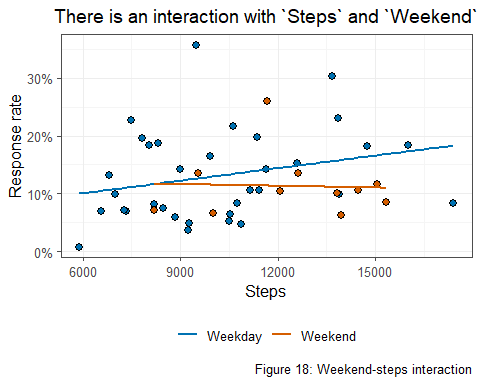 There is an interaction with `Steps` and `Weekend`
Response rate
30%
20%
10%
0%
6000
9000
12000
15000
Steps
Weekday
Weekend
Figure 18: Weekend-steps interaction